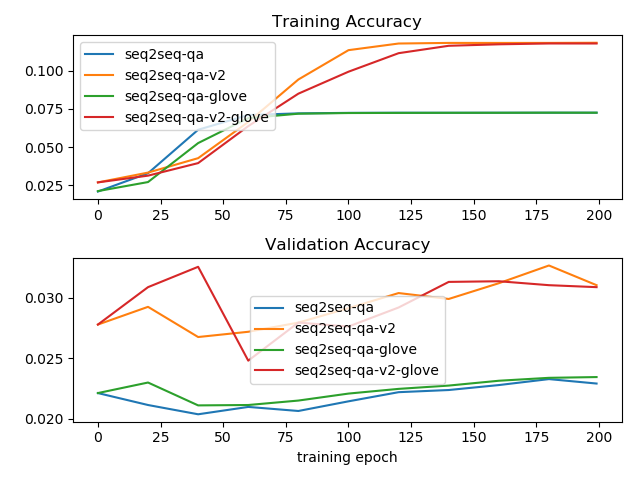 Training Accuracy
0.100
0.075
0.050
0.025
seq2seq-qa
seq2seq-qa-v2
seq2seq-qa-glove
seq2seq-qa-v2-glove
0 25 50 75 100 125 150 175 200
Validation Accuracy
0.030
0.025
0.020
seq2seq-qa
seq2seq-qa-v2
seq2seq-qa-glove
seq2seq-qa-v2-glove
0 25 50 75 100 125 150 175 200
training epoch